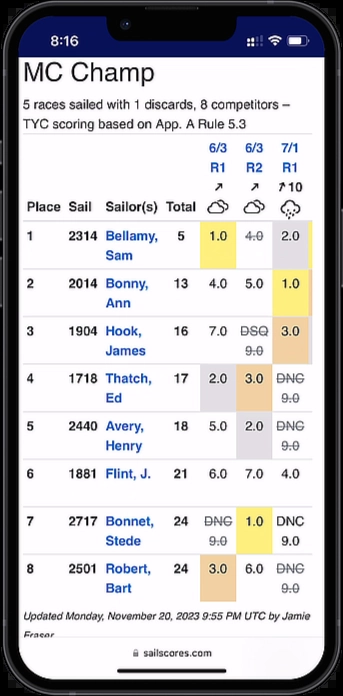 8:16
MC Champ
5 races sailed with 1 discards, 8 competitors –
TYC scoring based on App. A Rule 5.3
6/3 6/3 7/1
R1 R2 R1
↗ ↗ ↗ 10
Place Sail Sailor(s) Total
1 2314 Bellamy, 5 1.0 4.0 2.0
Sam
2 2014 Bonny, 13 4.0 5.0 1.0
Ann
3 1904 Hook, 16 7.0 DSQ 3.0
James 9.0
4 1718 Thatch, 17 2.0 3.0 DNC
Ed 9.0
5 2440 Avery, 18 5.0 2.0 DNC
Henry 9.0
6 1881 Flint, J. 21 6.0 7.0 4.0
7 2717 Bonnet, 24 DNC 1.0 DNC
Stede 9.0 9.0
8 2501 Robert, 24 3.0 6.0 DNC
Bart 9.0
Updated Monday, November 20, 2023 9:55 PM UTC by Jamie
Fraser
sailscores.com